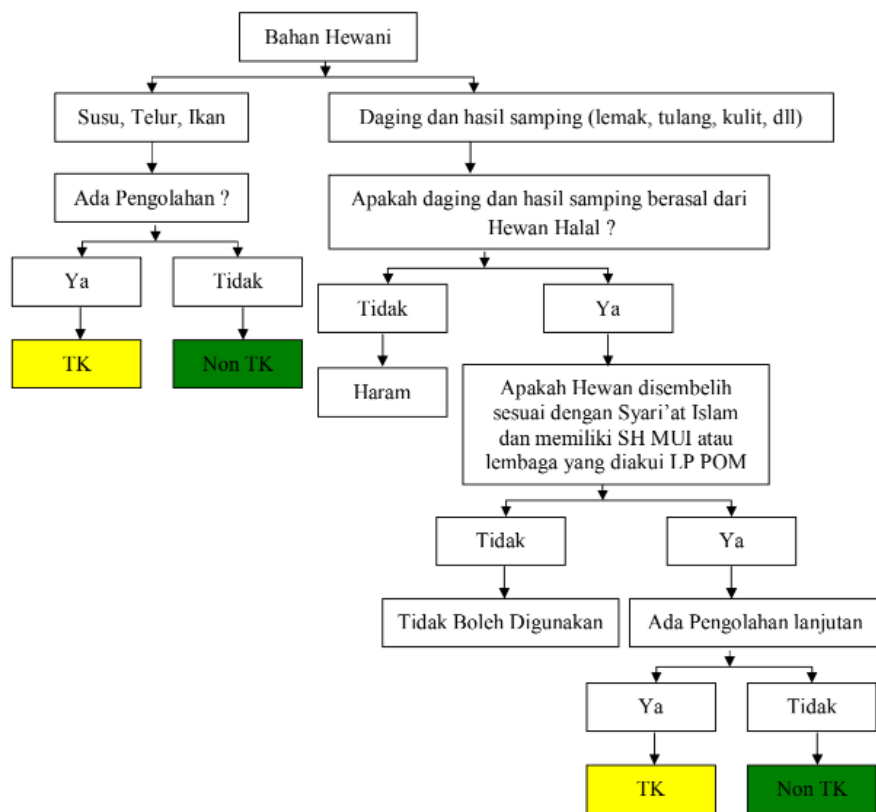 Bahan Hewani
Susu, Telur, Ikan
Daging dan hasil samping (lemak, tulang, kulit, dll)
Ada Pengolahan ?
Apakah daging dan hasil samping berasal dari
Hewan Halal ?
Ya
Tidak
Tidak
Ya
TK
Non TK
Haram
Apakah Hewan disembelih
sesuai dengan Syari’at Islam
dan memiliki SH MUI atau
lembaga yang diakui LP POM
Tidak
Ya
Tidak Boleh Digunakan
Ada Pengolahan lanjutan
Ya
Tidak
TK
Non TK